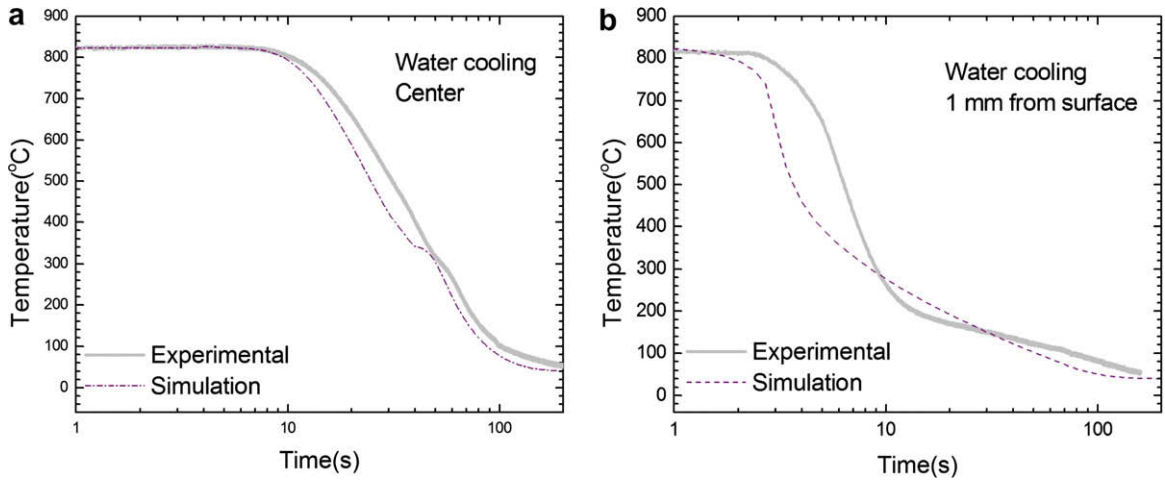 a
900
800
700
600
500
400
300
200
100
0
Temperature(°C)
Water cooling
Center
Experimental
Simulation
1
10
100
Time(s)
b
900
800
700
600
500
400
300
200
100
0
Temperature(°C)
Water cooling
1 mm from surface
Experimental
Simulation
1
10
100
Time(s)